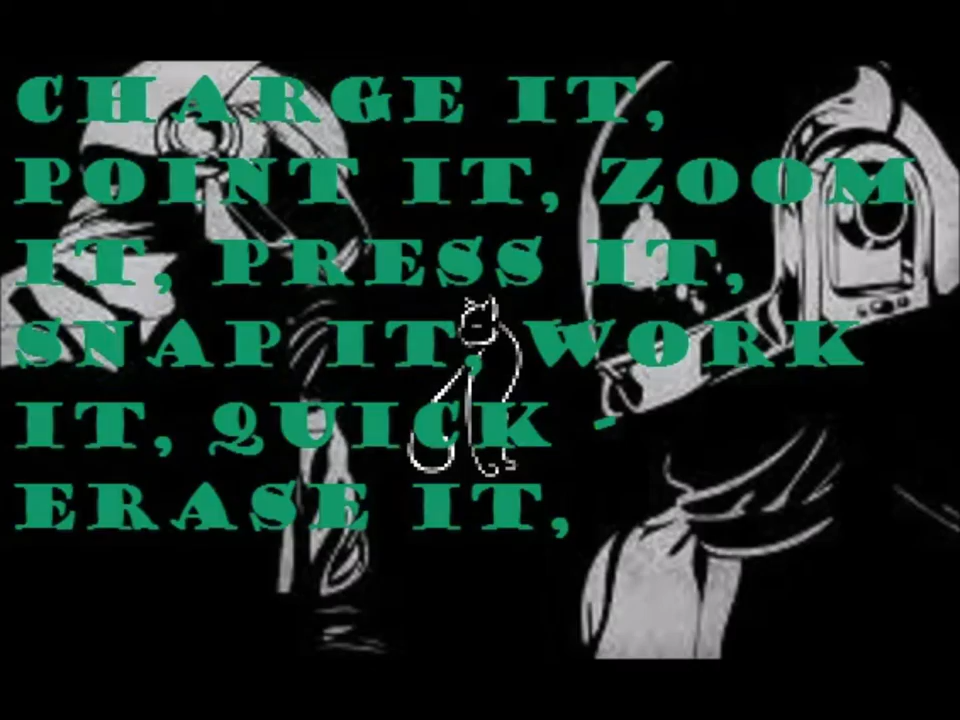 CHARGE IT,
POINT IT, ZOOM
IT, PRESS IT,
SNAP IT, WORK
IT, QUICK -
ERASE IT,